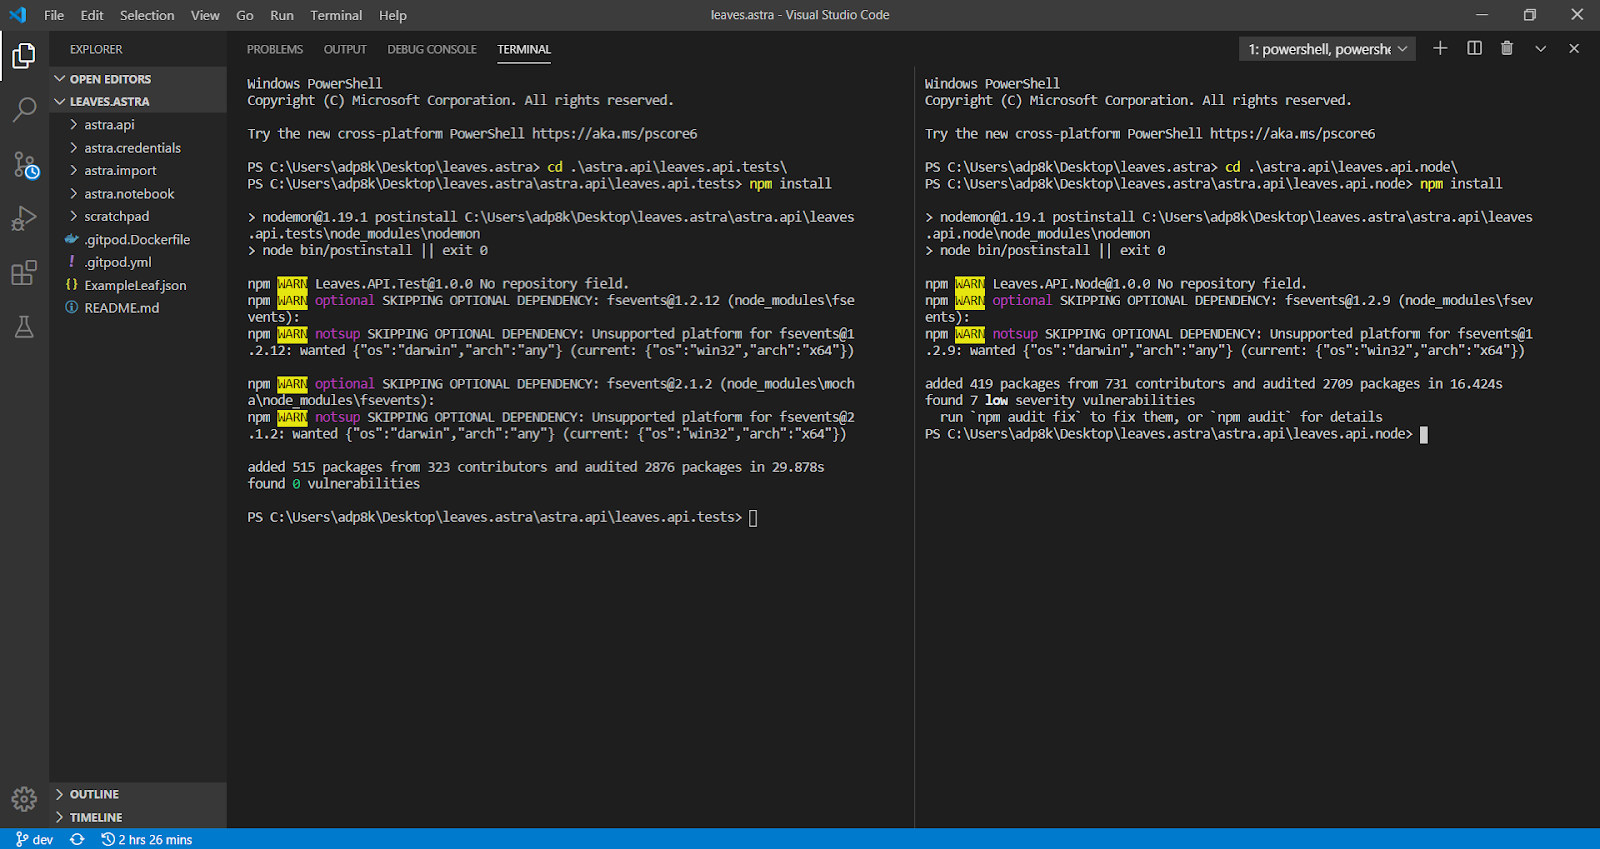 File Edit Selection View Go Run Terminal Help
leaves.astra - Visual Studio Code
EXPLORER
OPEN EDITORS
LEAVES.ASTRA
astra.api
astra.credentials
astra.import
astra.notebook
scratchpad
.gitpod.Dockerfile
.gitpod.yml
ExampleLeaf.json
README.md
OUTLINE
TIMELINE
PROBLEMS OUTPUT DEBUG CONSOLE TERMINAL
1: powershell, powershe
Windows PowerShell
Copyright (C) Microsoft Corporation. All rights reserved.
Try the new cross-platform PowerShell https://aka.ms/pscore6
PS C:\Users\adp8k\Desktop\leaves.astra> cd .\astra.api\leaves.api.tests\
PS C:\Users\adp8k\Desktop\leaves.astra\astra.api\leaves.api.tests> npm install
> nodemon@1.19.1 postinstall C:\Users\adp8k\Desktop\leaves.astra\astra.api\leaves
.api.tests\node_modules\nodemon
> node bin/postinstall || exit 0
npm WARN Leaves.API.Test@1.0.0 No repository field.
npm WARN optional SKIPPING OPTIONAL DEPENDENCY: fsevents@1.2.12 (node_modules\fse
vents):
npm WARN notsup SKIPPING OPTIONAL DEPENDENCY: Unsupported platform for fsevents@1
.2.12: wanted {"os":"darwin","arch":"any"} (current: {"os":"win32","arch":"x64"})
npm WARN optional SKIPPING OPTIONAL DEPENDENCY: fsevents@2.1.2 (node_modules\moch
a\node_modules\fsevents):
npm WARN notsup SKIPPING OPTIONAL DEPENDENCY: Unsupported platform for fsevents@2
.1.2: wanted {"os":"darwin","arch":"any"} (current: {"os":"win32","arch":"x64"})
added 515 packages from 323 contributors and audited 2876 packages in 29.878s
found 0 vulnerabilities
PS C:\Users\adp8k\Desktop\leaves.astra\astra.api\leaves.api.tests>
Windows PowerShell
Copyright (C) Microsoft Corporation. All rights reserved.
Try the new cross-platform PowerShell https://aka.ms/pscore6
PS C:\Users\adp8k\Desktop\leaves.astra> cd .\astra.api\leaves.api.node\
PS C:\Users\adp8k\Desktop\leaves.astra\astra.api\leaves.api.node> npm install
> nodemon@1.19.1 postinstall C:\Users\adp8k\Desktop\leaves.astra\astra.api\leaves
.api.node\node_modules\nodemon
> node bin/postinstall || exit 0
npm WARN Leaves.API.Node@1.0.0 No repository field.
npm WARN optional SKIPPING OPTIONAL DEPENDENCY: fsevents@1.2.9 (node_modules\fsev
ents):
npm WARN notsup SKIPPING OPTIONAL DEPENDENCY: Unsupported platform for fsevents@1
.2.9: wanted {"os":"darwin","arch":"any"} (current: {"os":"win32","arch":"x64"})
added 419 packages from 731 contributors and audited 2709 packages in 16.424s
found 7 low severity vulnerabilities
run `npm audit fix` to fix them, or `npm audit` for details
PS C:\Users\adp8k\Desktop\leaves.astra\astra.api\leaves.api.node>
dev 2 hrs 26 mins